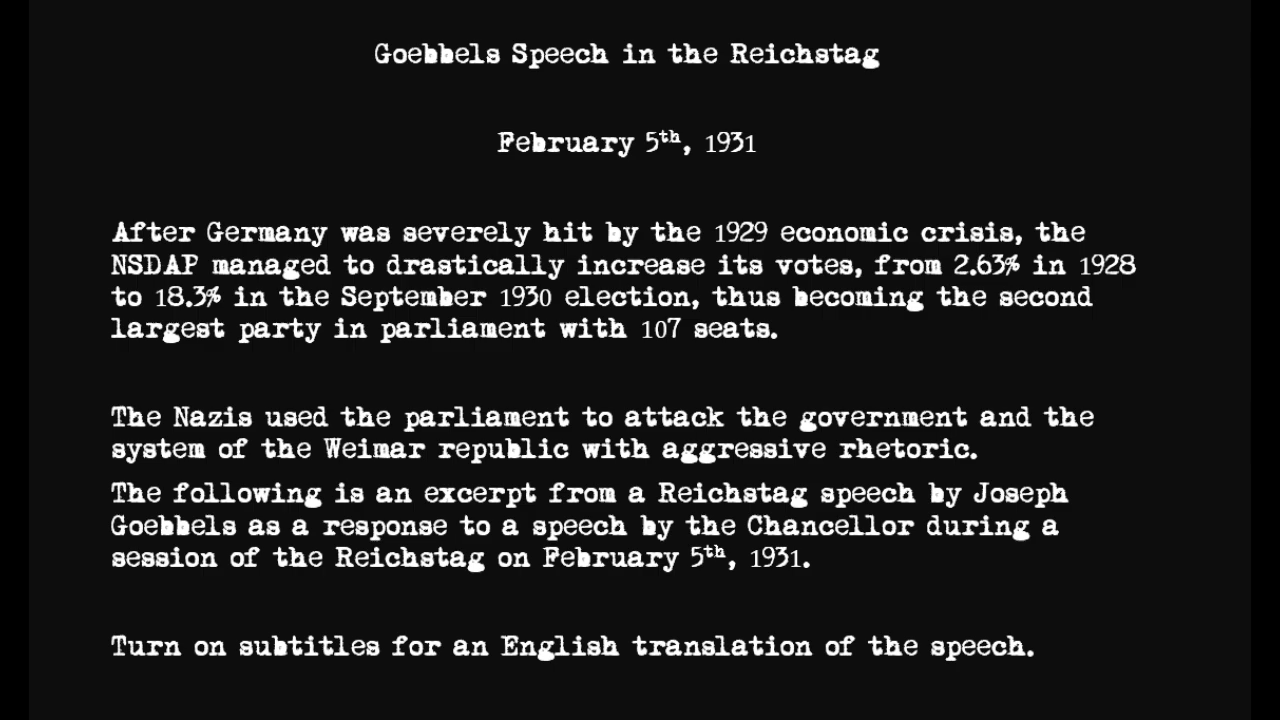 Goebbels Speech in the Reichstag
February 5th, 1931
After Germany was severely hit by the 1929 economic crisis, the
NSDAP managed to drastically increase its votes, from 2.63% in 1928
to 18.3% in the September 1930 election, thus becoming the second
largest party in parliament with 107 seats.
The Nazis used the parliament to attack the government and the
system of the Weimar republic with aggressive rhetoric.
The following is an excerpt from a Reichstag speech by Joseph
Goebbels as a response to a speech by the Chancellor during a
session of the Reichstag on February 5th, 1931.
Turn on subtitles for an English translation of the speech.